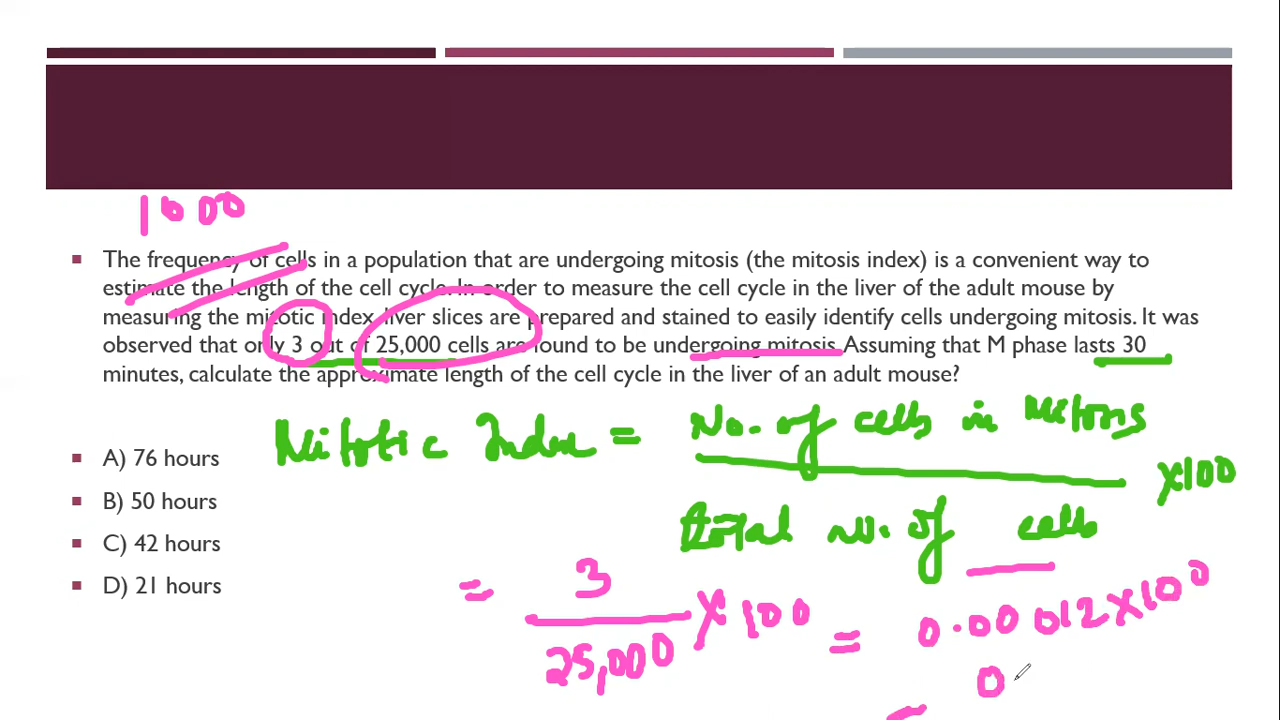 1000
The frequency of cells in a population that are undergoing mitosis (the mitosis index) is a convenient way to
estimate the length of the cell cycle. In order to measure the cell cycle in the liver of the adult mouse by
measuring the mitotic index, liver slices are prepared and stained to easily identify cells undergoing mitosis. It was
observed that only 3 out of 25,000 cells are found to be undergoing mitosis. Assuming that M phase lasts 30
minutes, calculate the approximate length of the cell cycle in the liver of an adult mouse?
Mitotic Index = No. of cells in Mitosis
x100
total no. of cells
A) 76 hours
B) 50 hours
C) 42 hours
D) 21 hours
= 3
25,000 x 100 = 0.00012x100
= 0